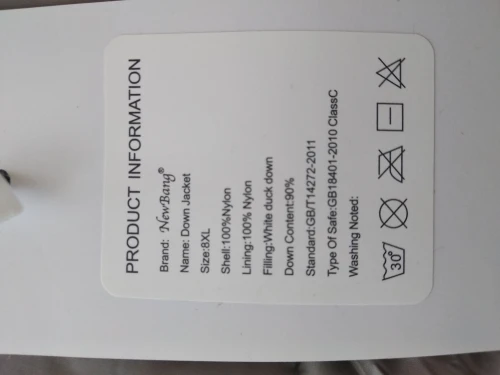 PRODUCT INFORMATION
Brand: NewBang®
Name: Down Jacket
Size:8XL
Shell:100%Nylon
Lining:100% Nylon
Filling:White duck down
Down Content:90%
Standard:GB/T14272-2011
Type Of Safe:GB18401-2010 ClassC
Washing Noted:
30°